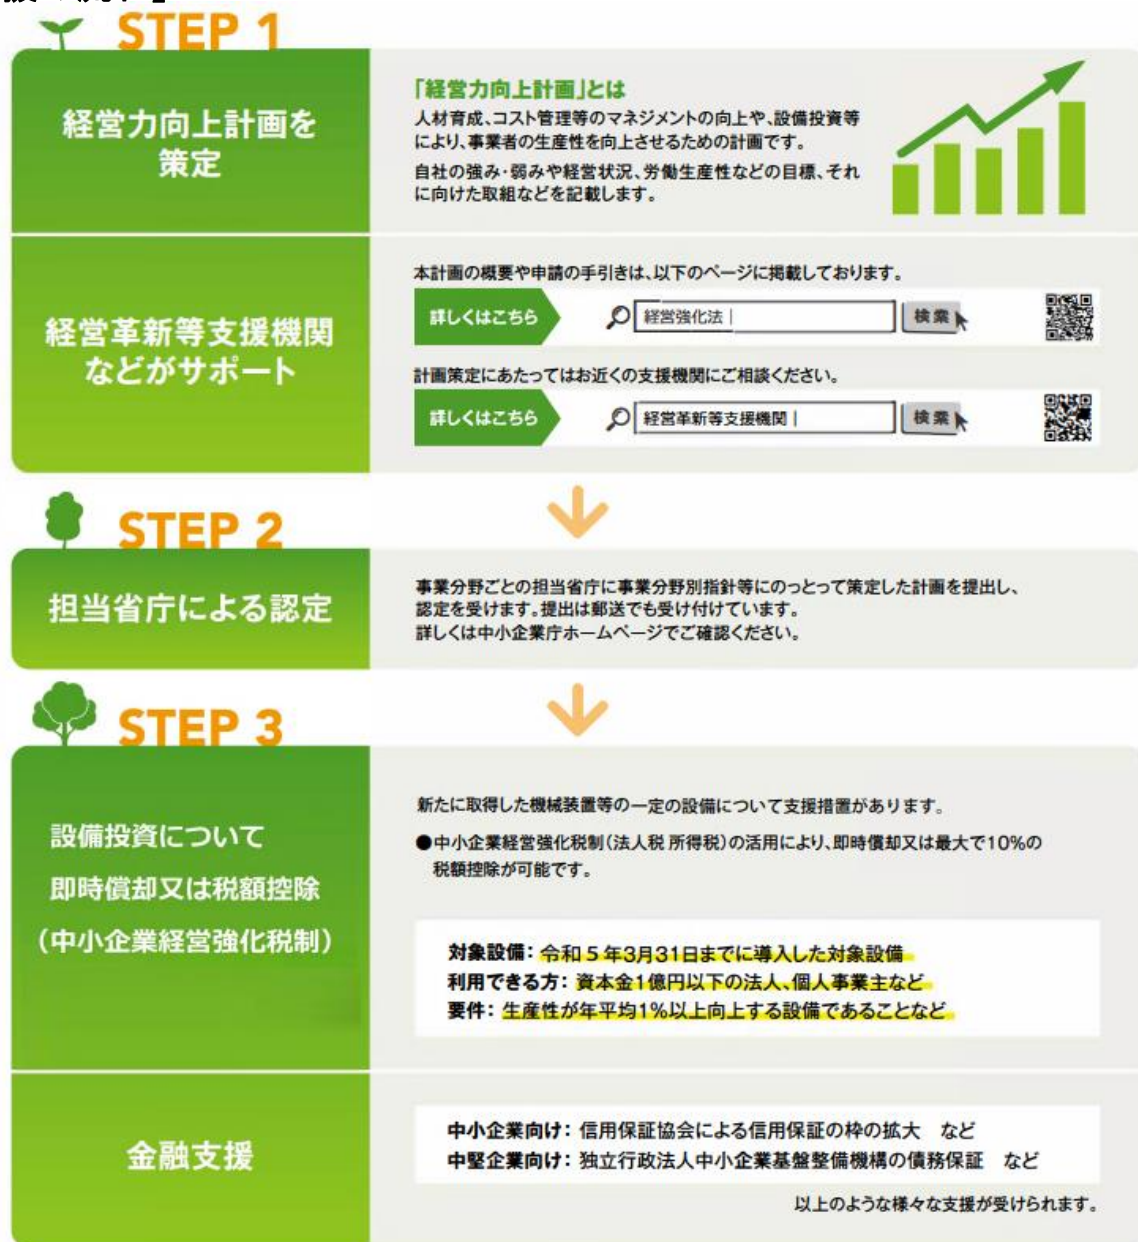 STEP 1
経営力向上計画を
策定
「経営力向上計画」とは
人材育成、コスト管理等のマネジメントの向上や、設備投資等
により、事業者の生産性を向上させるための計画です。
自社の強み・弱みや経営状況、労働生産性などの目標、それ
に向けた取組などを記載します。
経営革新等支援機関
などがサポート
本計画の概要や申請の手引きは、以下のページに掲載しております。
詳しくはこちら 経営強化法| 検索
計画策定にあたってはお近くの支援機関にご相談ください。
詳しくはこちら 経営革新等支援機関| 検索
STEP 2
担当省庁による認定
事業分野ごとの担当省庁に事業分野別指針等にのっとって策定した計画を提出し、
認定を受けます。提出は郵送でも受け付けています。
詳しくは中小企業庁ホームページでご確認ください。
STEP 3
設備投資について
即時償却又は税額控除
（中小企業経営強化税制）
新たに取得した機械装置等の一定の設備について支援措置があります。
●中小企業経営強化税制（法人税 所得税）の活用により、即時償却又は最大で10%の
税額控除が可能です。
対象設備：令和５年3月31日までに導入した対象設備
利用できる方：資本金1億円以下の法人、個人事業主など
要件：生産性が年平均1%以上向上する設備であることなど
金融支援
中小企業向け：信用保証協会による信用保証の枠の拡大　など
中堅企業向け：独立行政法人中小企業基盤整備機構の債務保証　など
以上のような様々な支援が受けられます。